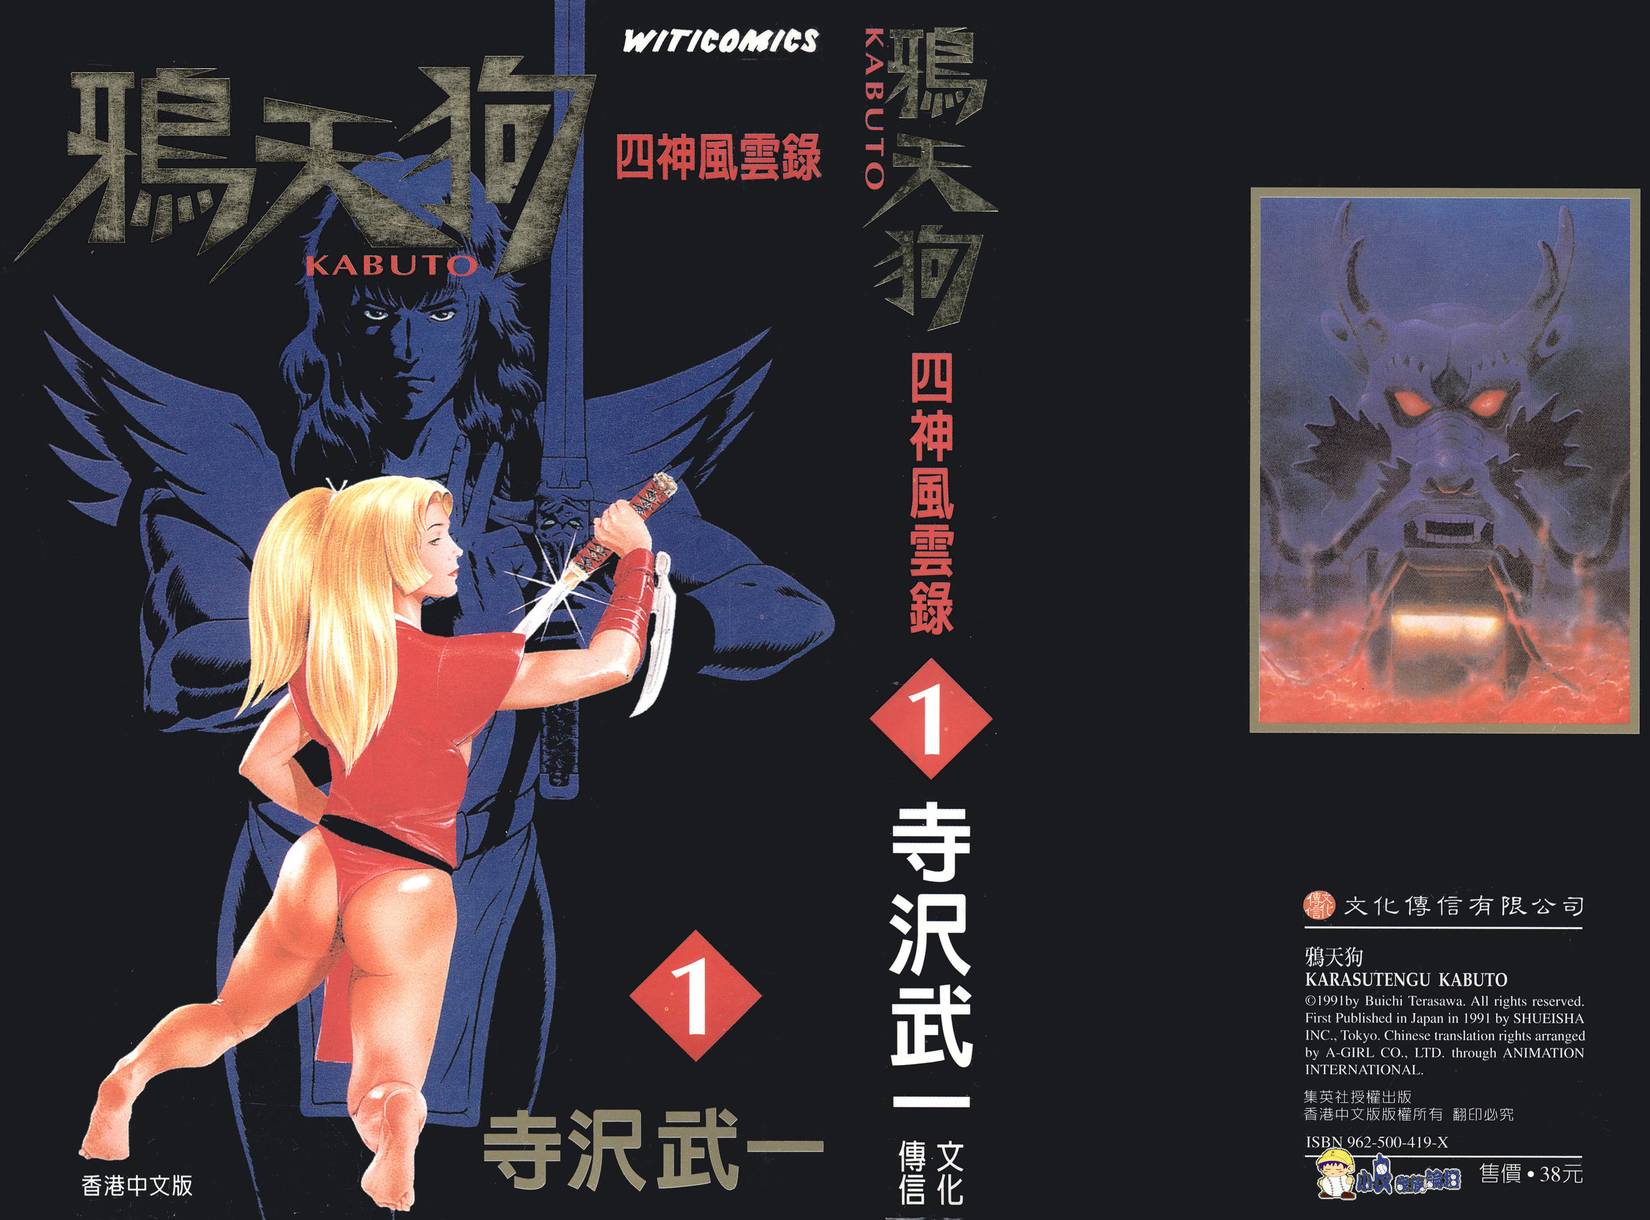 WITICOMICS
鴉天狗
KABUTO
四神風雲錄
1
寺沢武一
香港中文版
KABUTO
鴉天狗
四神風雲錄
1
寺沢武一
文化
傳信
文化傳信
文化傳信有限公司
鴉天狗
KARASUTENGU KABUTO
©1991by Buichi Terasawa. All rights reserved.
First Published in Japan in 1991 by SHUEISHA
INC., Tokyo. Chinese translation rights arranged
by A-GIRL CO., LTD. through ANIMATION
INTERNATIONAL.
集英社授權出版
香港中文版版權所有 翻印必究
ISBN 962-500-419-X
售價•38元